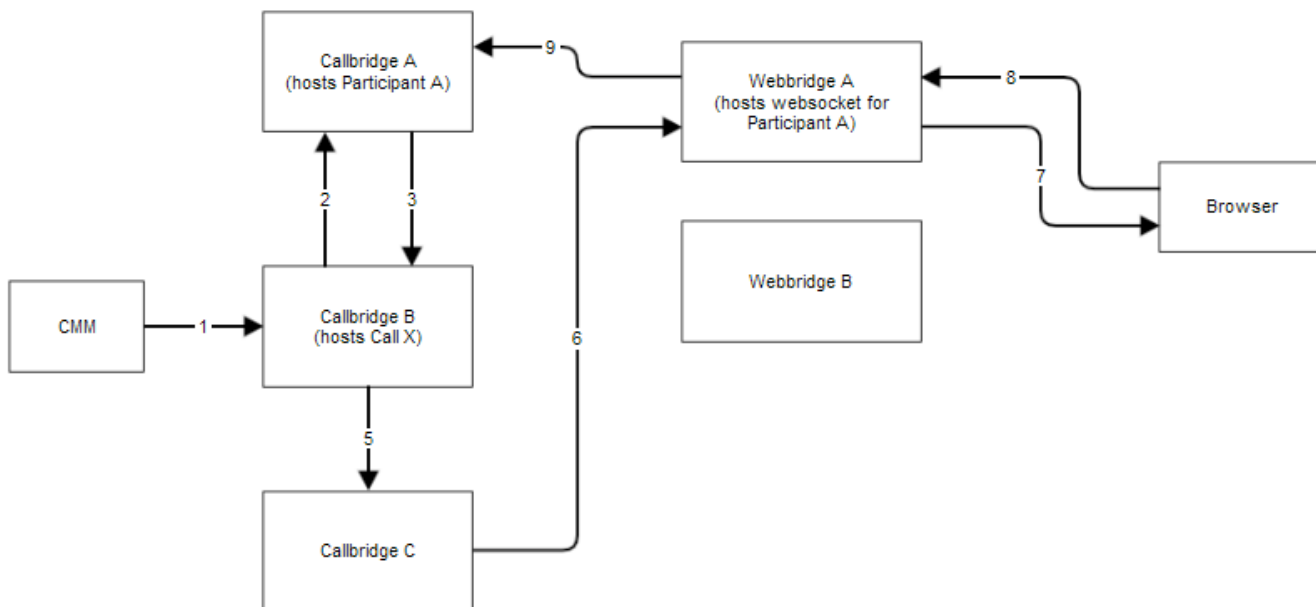 Callbridge A
(hosts Participant A)
9
Webbridge A
(hosts websocket for
Participant A)
8
2
3
7
Browser
Webbridge B
CMM
1
Callbridge B
(hosts Call X)
6
5
Callbridge C